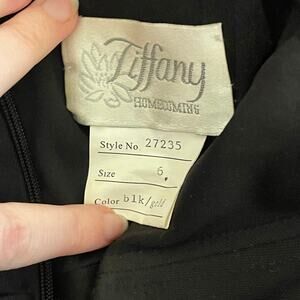 Tiffany
HOMECOMING
Style No 27235
Size 6.
Color blk/gold